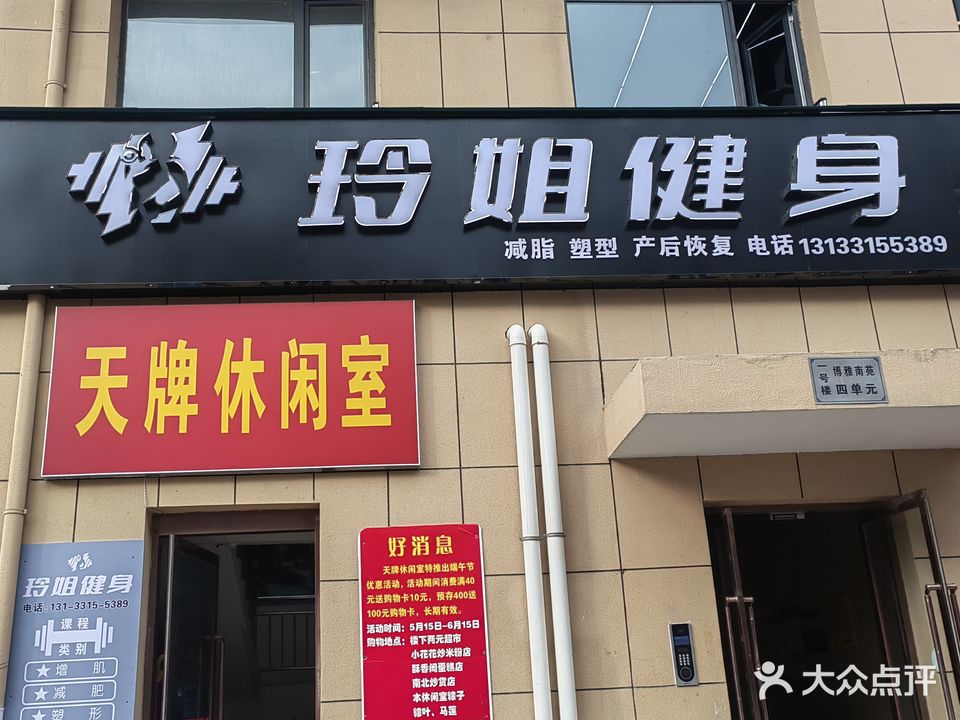 玲姐健身
减脂 塑型 产后恢复 电话13133155389
天牌休闲室
一号楼
博雅南苑
四单元
好消息
天牌休闲室特推出端午节
优惠活动，活动期间消费满40
元送购物卡10元，预存400送
100元购物卡，长期有效。
活动时间：5月15日-6月15日
购物地点：楼下两元超市
小花花炒米粉店
酥香阁蛋糕店
南北炒货店
本休闲室粽子
粽叶，马莲
玲姐健身
电话：131-3315-5389
课程
类别
★增肌
★减肥
★塑形
大众点评